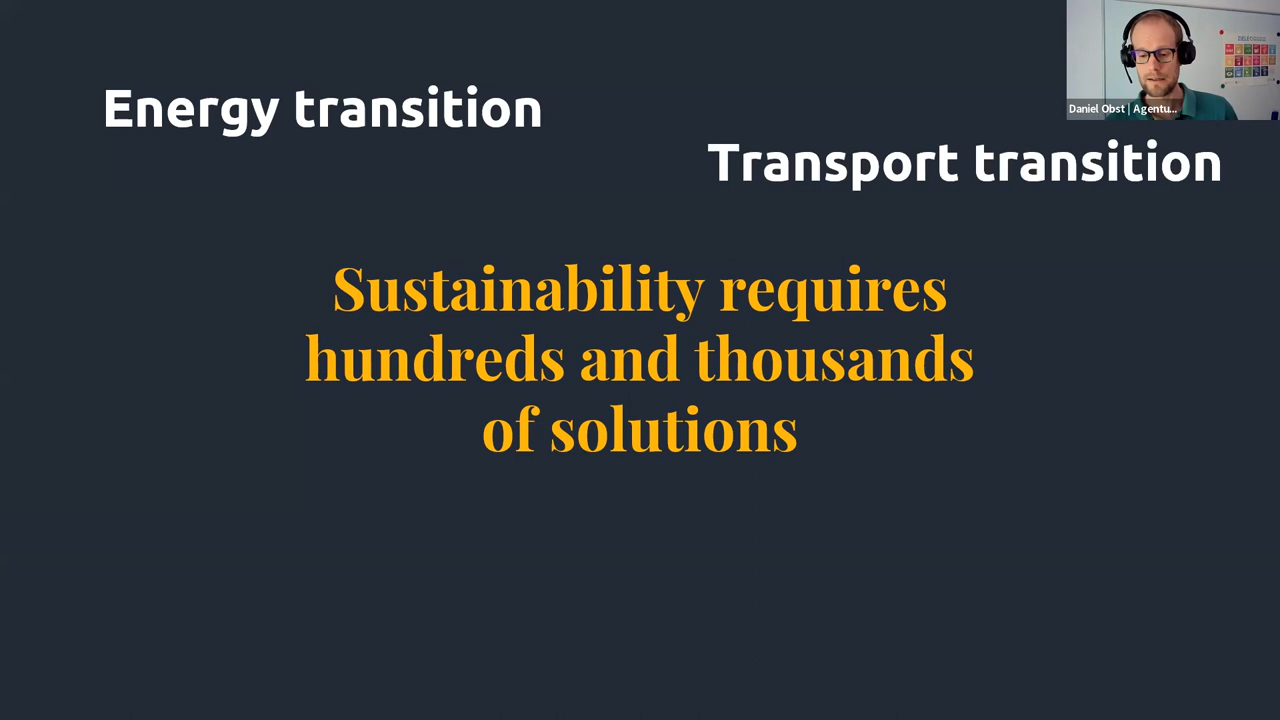 Energy transition
Daniel Obst | Agentu...
Transport transition
Sustainability requires
hundreds and thousands
of solutions